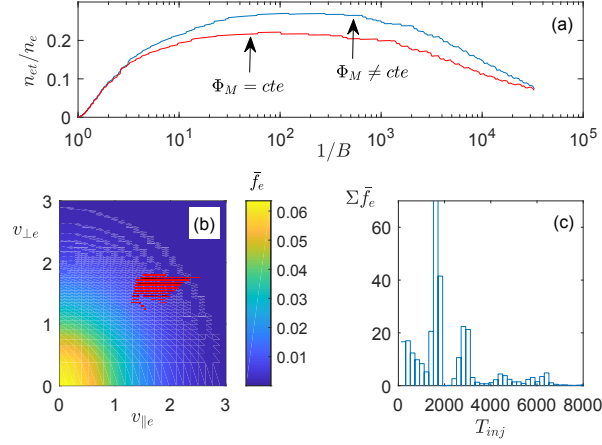 (a)
n_{et}/n_e
0.2
0.1
0
Φ_M = cte
Φ_M ≠ cte
10^0 10^1 10^2 10^3 10^4 10^5
1/B
(b)
v_{⊥e}
3
2
1
0
0 1 2 3
v_{∥e}
f̄_e
0.06
0.05
0.04
0.03
0.02
0.01
(c)
Σf̄_e
60
40
20
0
0 2000 4000 6000 8000
T_{inj}